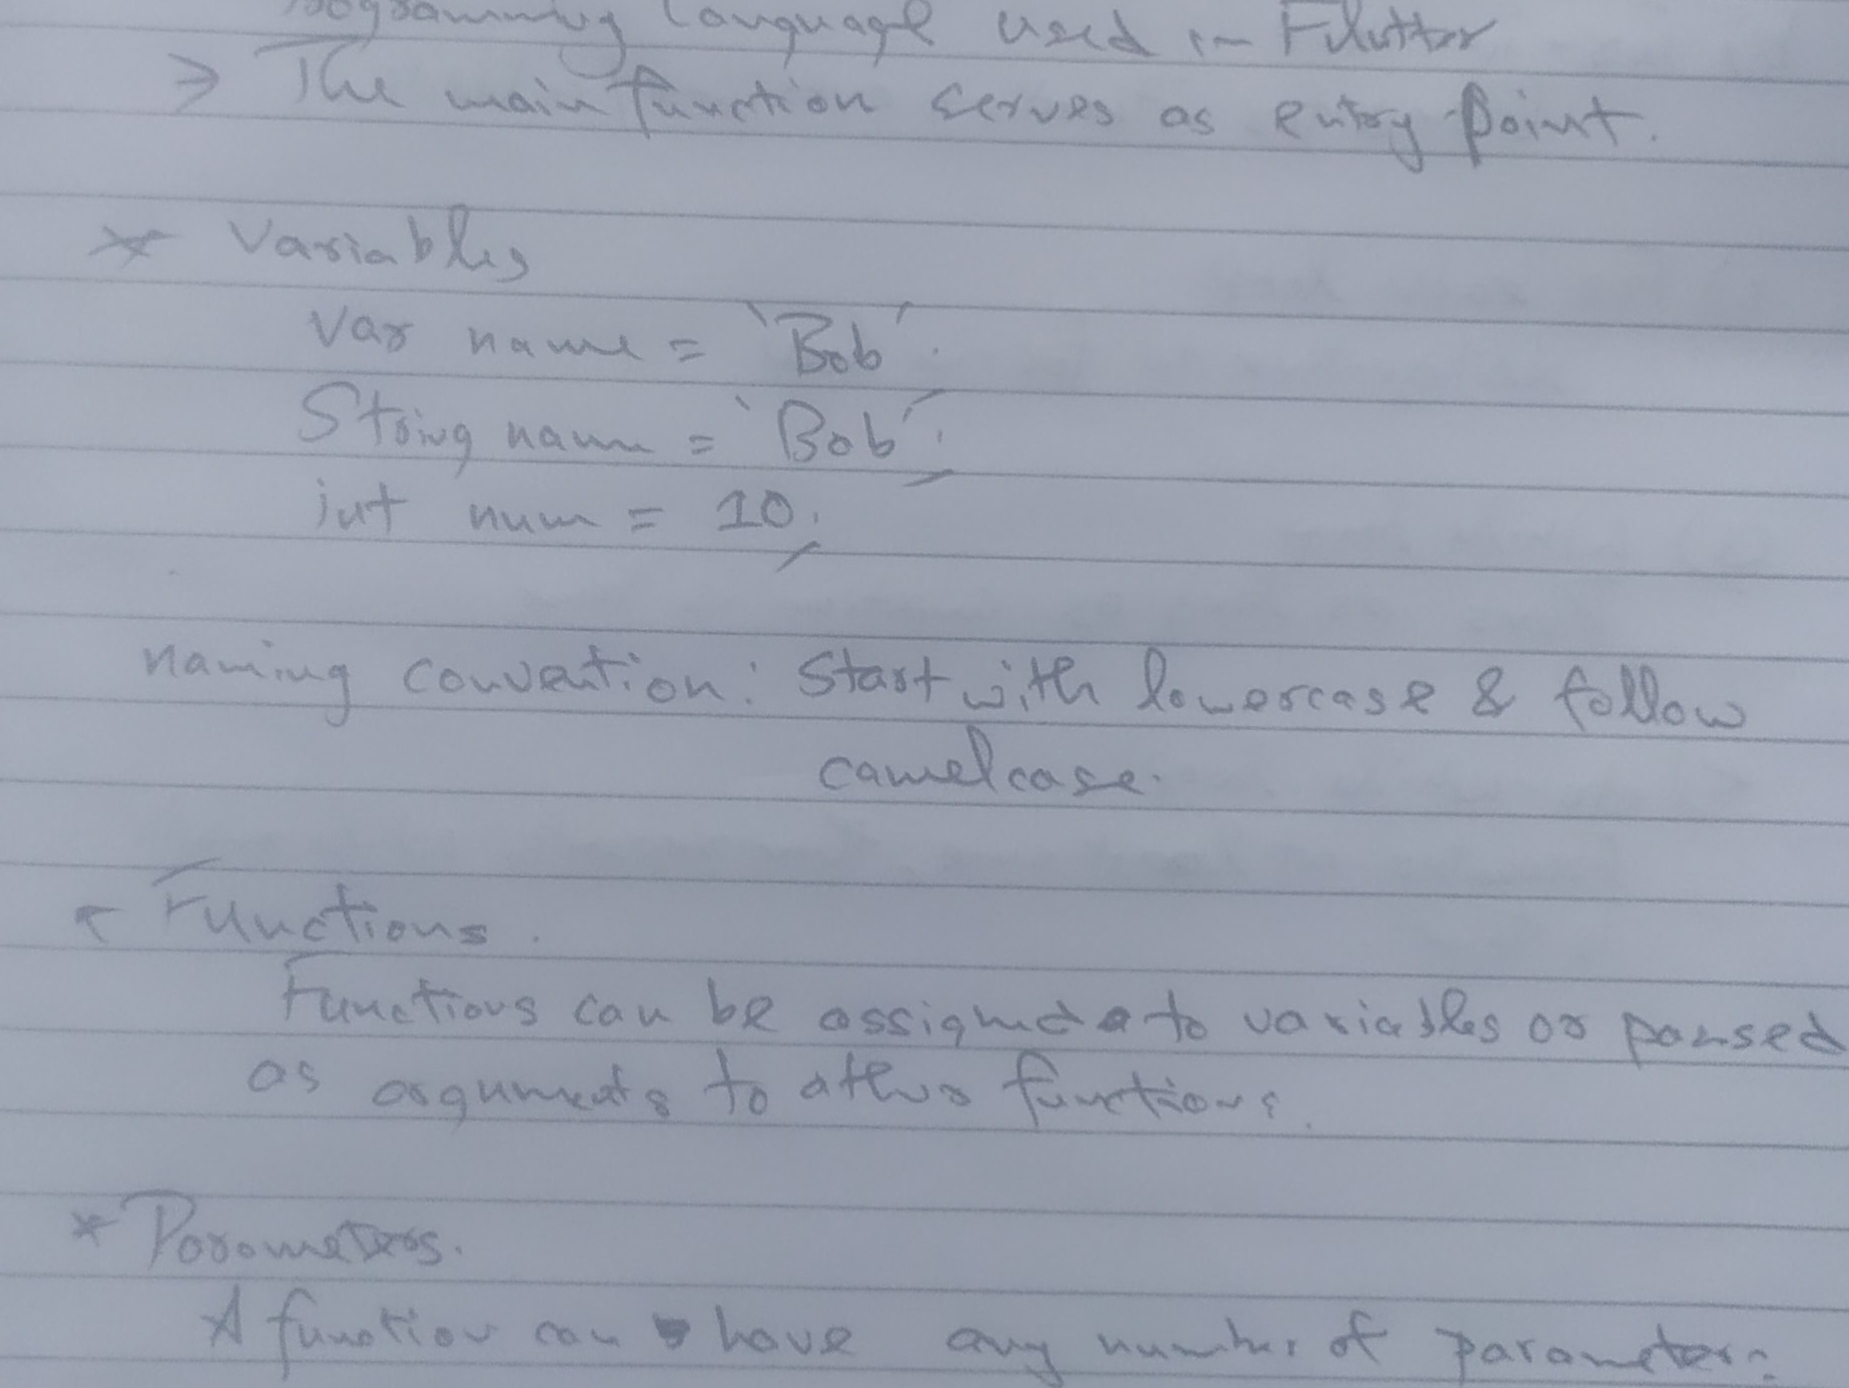 Programming language used in Flutter
→ The main function serves as entry point.
* Variables
var name = 'Bob';
String name = 'Bob';
int num = 10;
naming convention: Start with lowercase & follow
camelcase.
* Functions.
Functions can be assigned to variables or passed
as arguments to other functions.
* Parameters.
A function can have any number of parameters